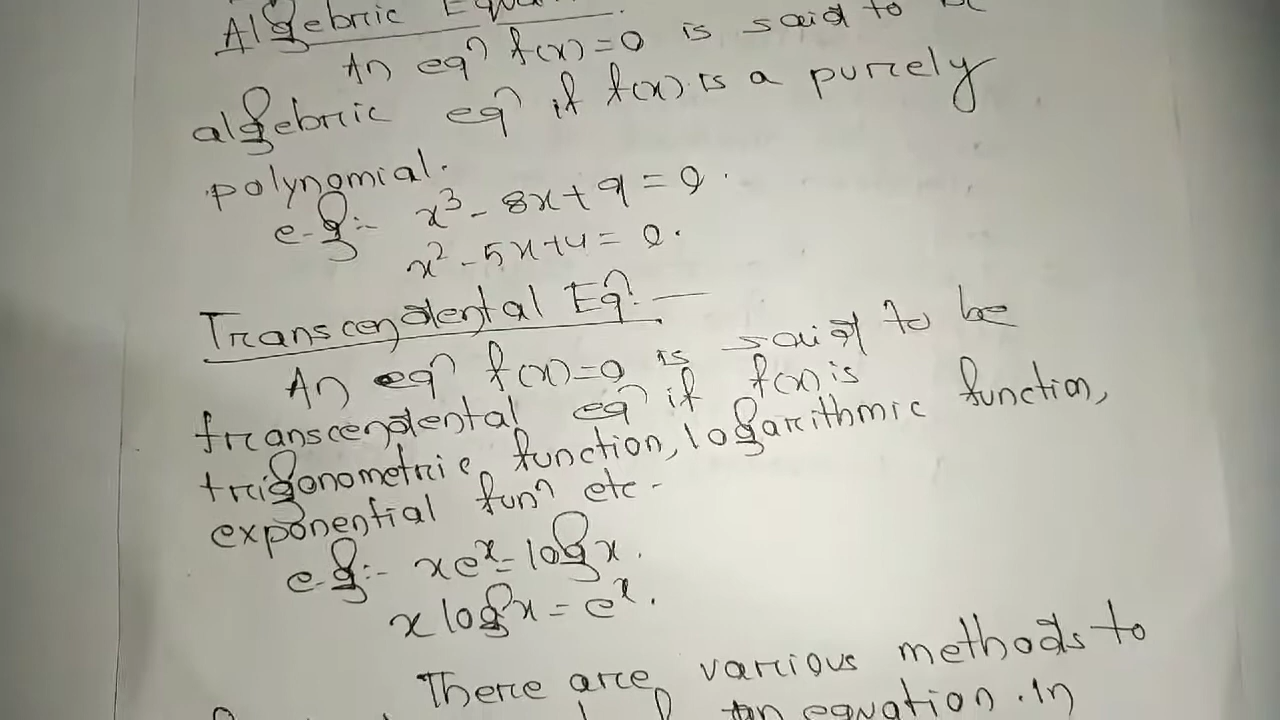 Algebric Equa
An eqn f(x)=0 is said to be
algebric eqn if f(x) is a purely
polynomial.
e.g:- x³ - 8x + 9 = 0.
x² - 5x + 4 = 0.
Transcendental Eqn:—
An eqn f(x)=0 is said to be
transcendental eqn if f(x) is
trigonometric function, logarithmic function,
exponential funn etc.
e.g:- xeˣ = log x.
x log x = eˣ.
There are various methods to
an equation. In